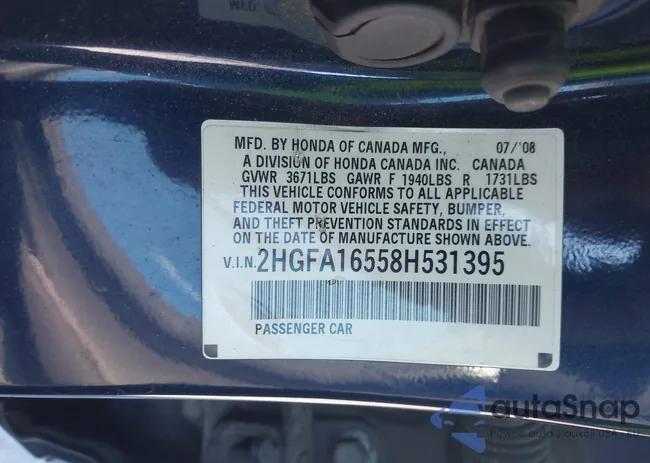 MFD. BY HONDA OF CANADA MFG., 07/'08
A DIVISION OF HONDA CANADA INC. CANADA
GVWR 3671LBS GAWR F 1940LBS R 1731LBS
THIS VEHICLE CONFORMS TO ALL APPLICABLE
FEDERAL MOTOR VEHICLE SAFETY, BUMPER,
AND THEFT PREVENTION STANDARDS IN EFFECT
ON THE DATE OF MANUFACTURE SHOWN ABOVE.
V.I.N. 2HGFA16558H531395
PASSENGER CAR
autoSnap